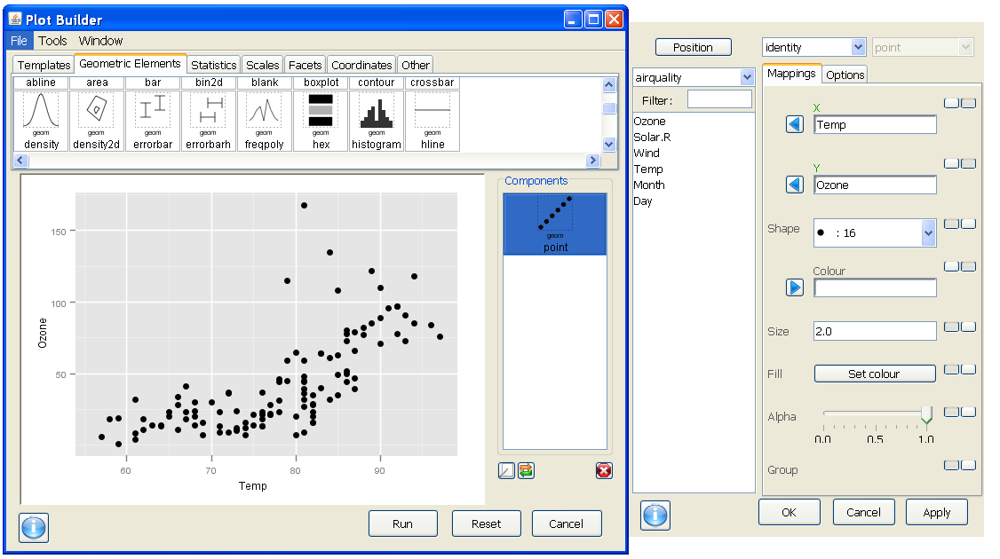 Plot Builder
File Tools Window
Templates Geometric Elements Statistics Scales Facets Coordinates Other
abline area bar bin2d blank boxplot contour crossbar
geom geom geom geom geom geom geom geom
density density2d errorbar errorbarh freqpoly hex histogram hline
Components
geom
point
150
100
50
Ozone
60 70 80 90
Temp
Run Reset Cancel
Position
identity point
airquality
Filter:
Ozone
Solar.R
Wind
Temp
Month
Day
Mappings Options
X
Temp
Y
Ozone
Shape : 16
Colour
Size 2.0
Fill Set colour
Alpha
0.0 0.5 1.0
Group
OK Cancel Apply